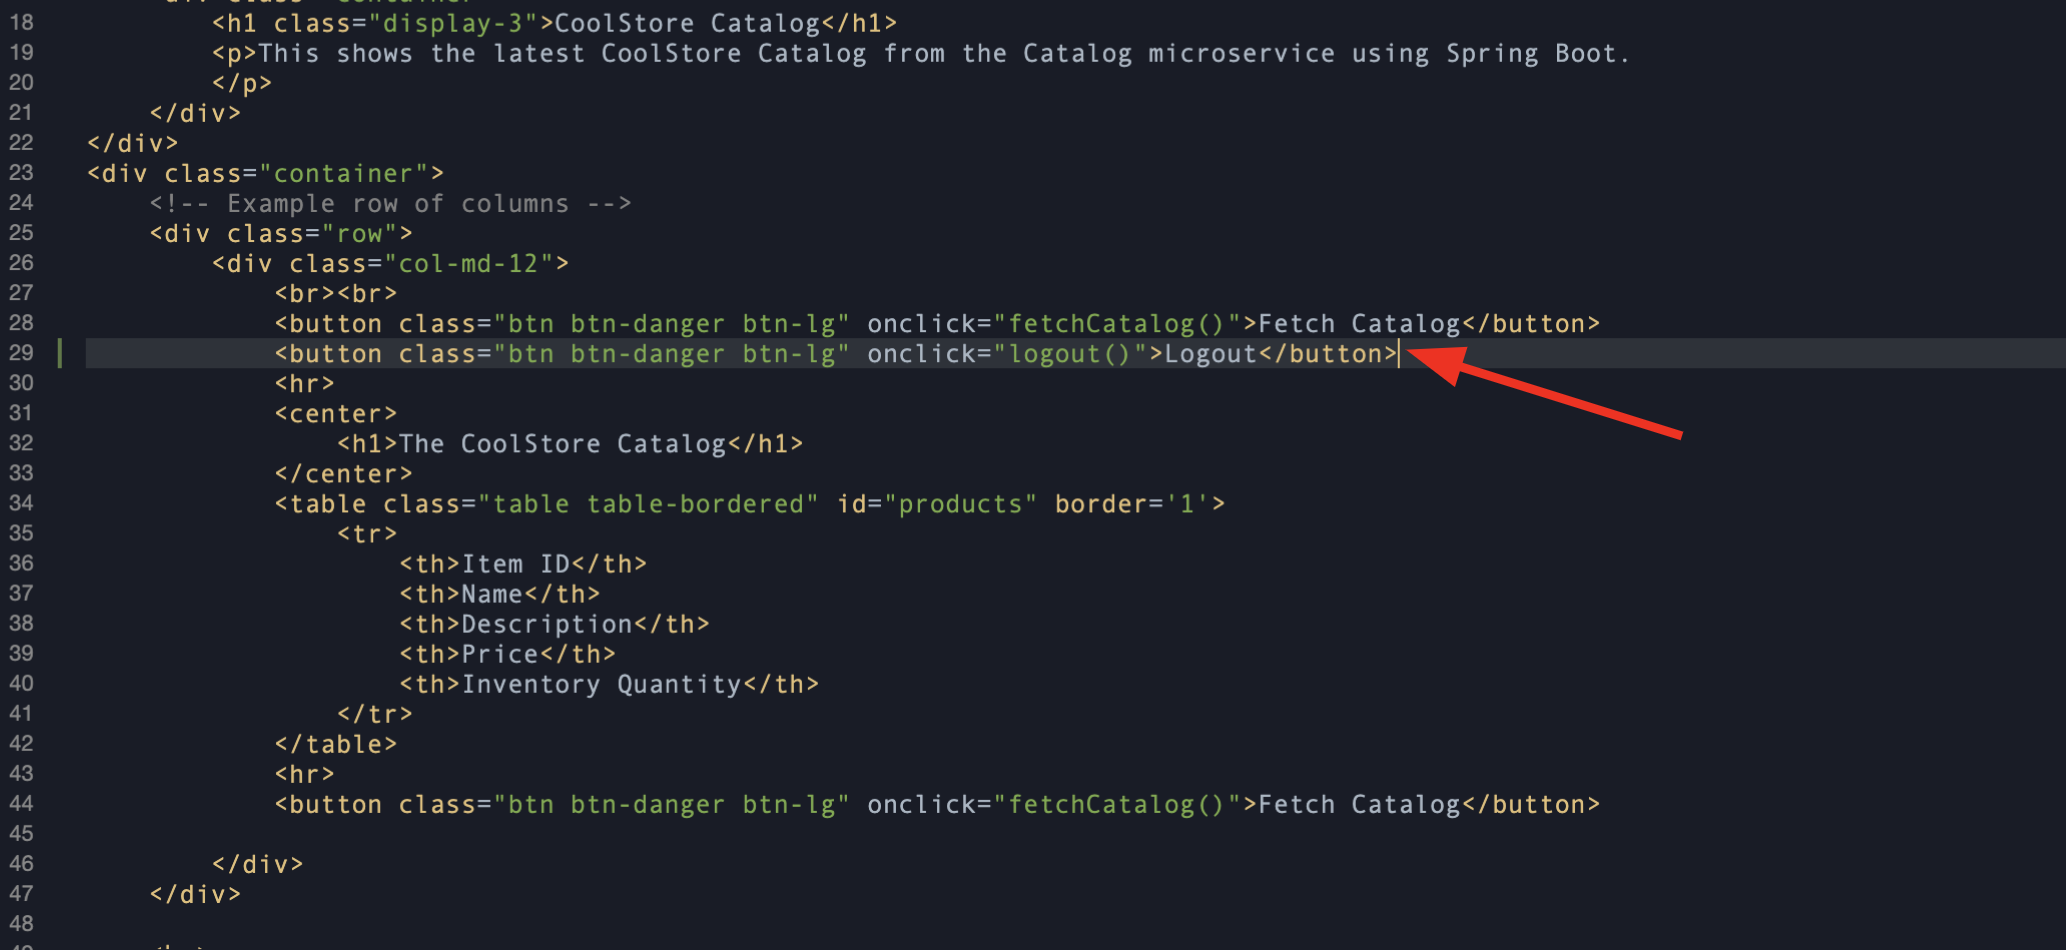 18 <h1 class="display-3">CoolStore Catalog</h1>
19 <p>This shows the latest CoolStore Catalog from the Catalog microservice using Spring Boot.
20 </p>
21 </div>
22 </div>
23 <div class="container">
24 <!-- Example row of columns -->
25 <div class="row">
26 <div class="col-md-12">
27 <br><br>
28 <button class="btn btn-danger btn-lg" onclick="fetchCatalog()">Fetch Catalog</button>
29 <button class="btn btn-danger btn-lg" onclick="logout()">Logout</button>
30 <hr>
31 <center>
32 <h1>The CoolStore Catalog</h1>
33 </center>
34 <table class="table table-bordered" id="products" border='1'>
35 <tr>
36 <th>Item ID</th>
37 <th>Name</th>
38 <th>Description</th>
39 <th>Price</th>
40 <th>Inventory Quantity</th>
41 </tr>
42 </table>
43 <hr>
44 <button class="btn btn-danger btn-lg" onclick="fetchCatalog()">Fetch Catalog</button>
45
46 </div>
47 </div>
48